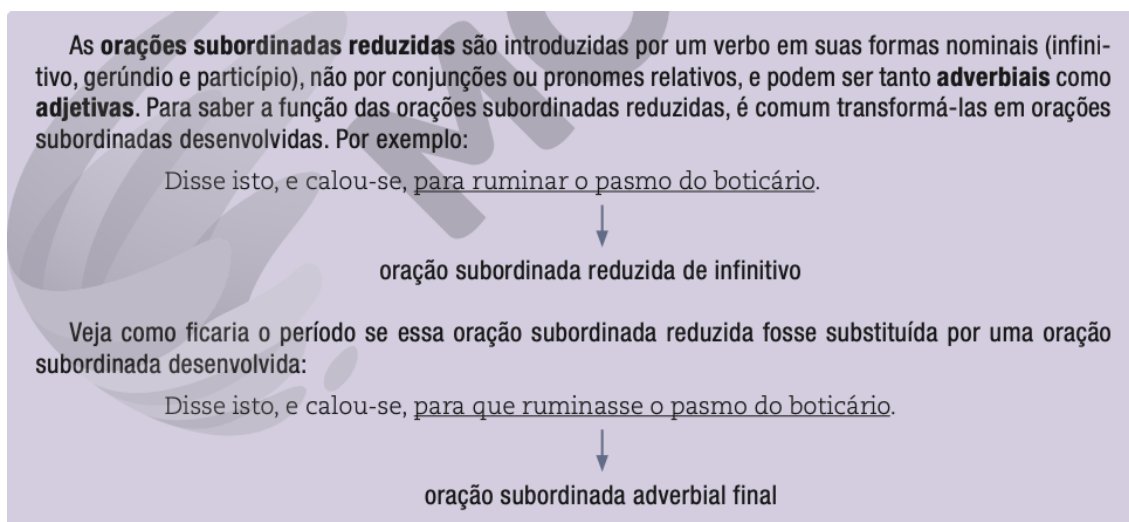 As orações subordinadas reduzidas são introduzidas por um verbo em suas formas nominais (infini-
tivo, gerúndio e particípio), não por conjunções ou pronomes relativos, e podem ser tanto adverbiais como
adjetivas. Para saber a função das orações subordinadas reduzidas, é comum transformá-las em orações
subordinadas desenvolvidas. Por exemplo:
Disse isto, e calou-se, para ruminar o pasmo do boticário.
oração subordinada reduzida de infinitivo
Veja como ficaria o período se essa oração subordinada reduzida fosse substituída por uma oração
subordinada desenvolvida:
Disse isto, e calou-se, para que ruminasse o pasmo do boticário.
oração subordinada adverbial final